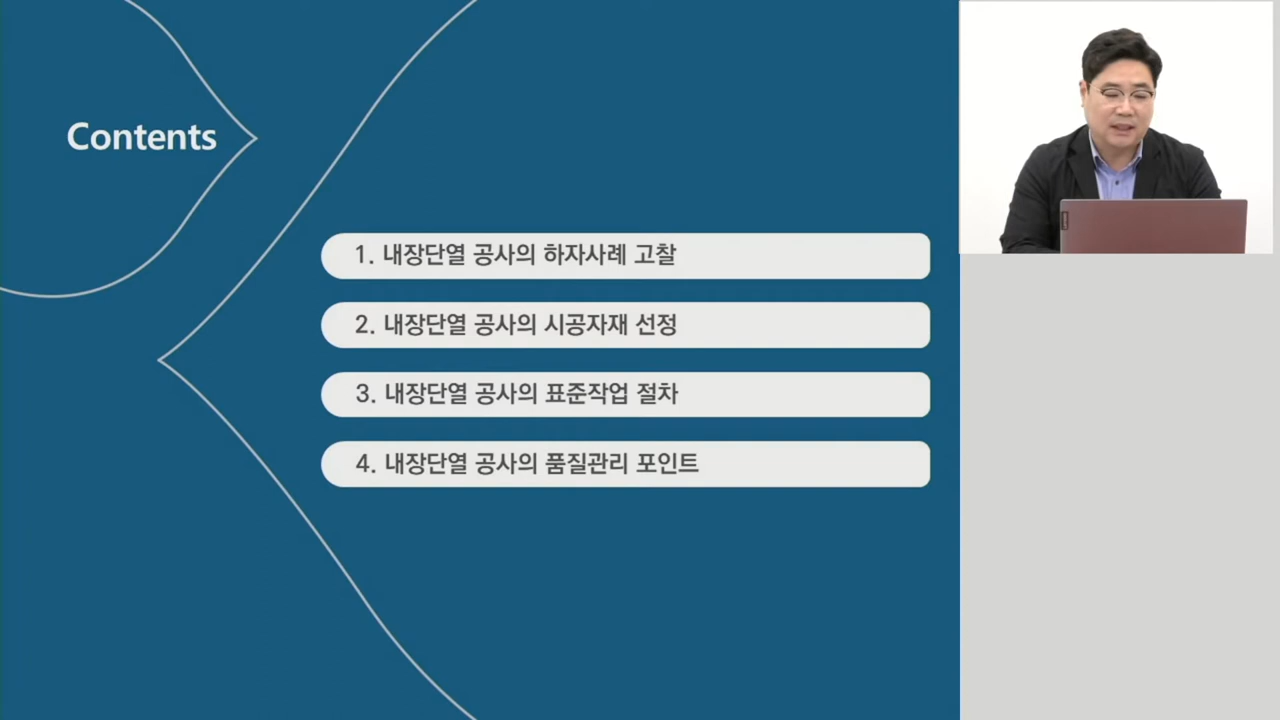 Contents
1. 내장단열 공사의 하자사례 고찰
2. 내장단열 공사의 시공자재 선정
3. 내장단열 공사의 표준작업 절차
4. 내장단열 공사의 품질관리 포인트